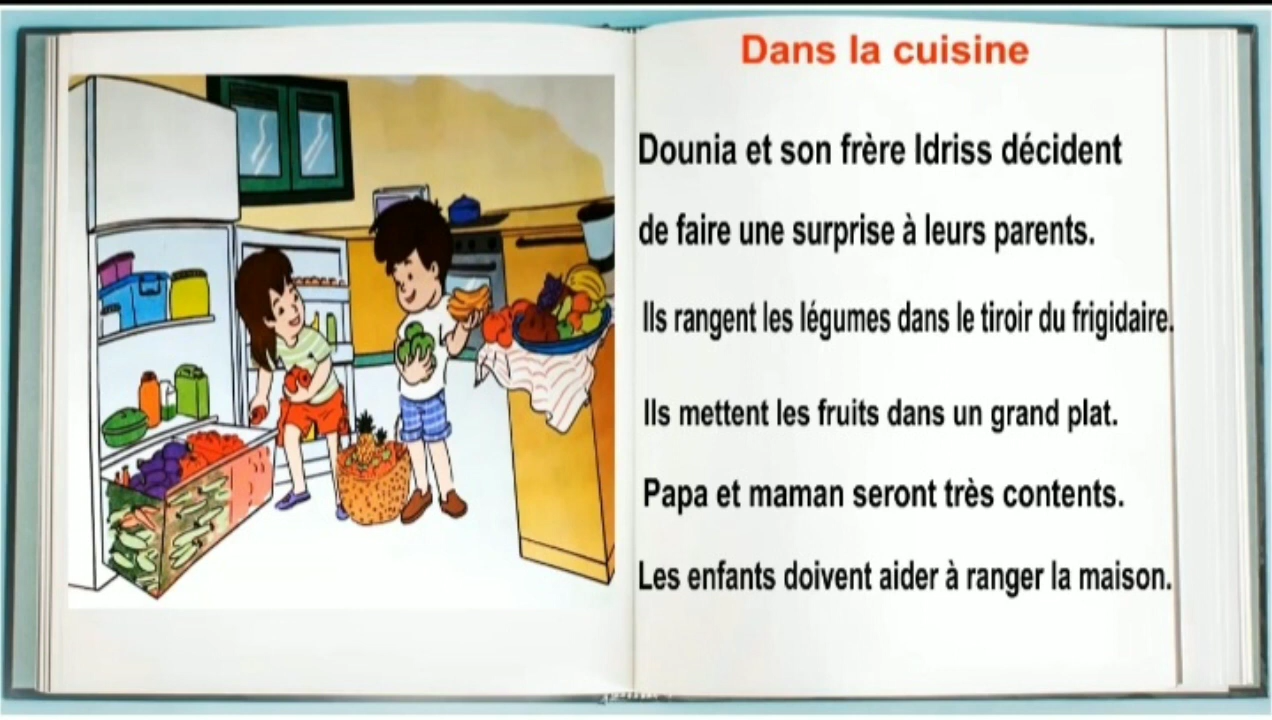 Dans la cuisine
Dounia et son frère Idriss décident
de faire une surprise à leurs parents.
Ils rangent les légumes dans le tiroir du frigidaire.
Ils mettent les fruits dans un grand plat.
Papa et maman seront très contents.
Les enfants doivent aider à ranger la maison.